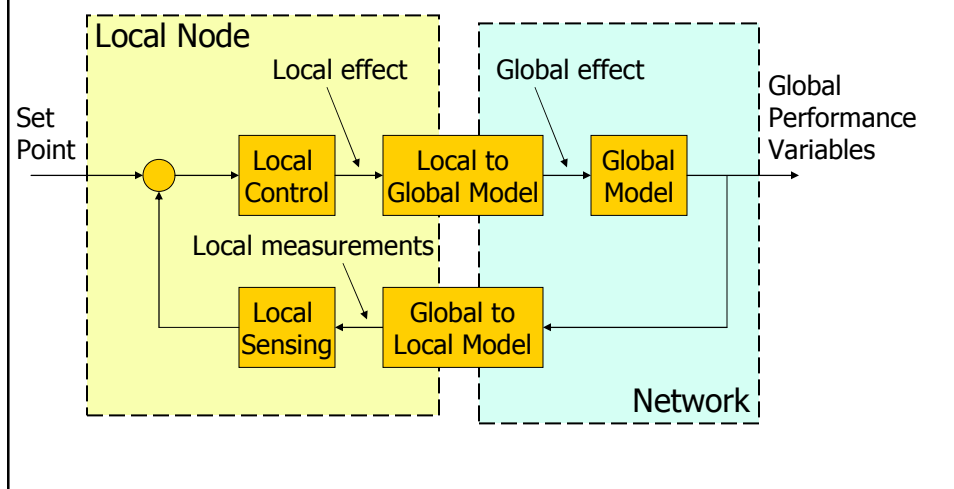 Local Node
Local effect
Global effect
Global
Performance
Variables
Set
Point
Local
Control
Local to
Global Model
Global
Model
Local measurements
Local
Sensing
Global to
Local Model
Network